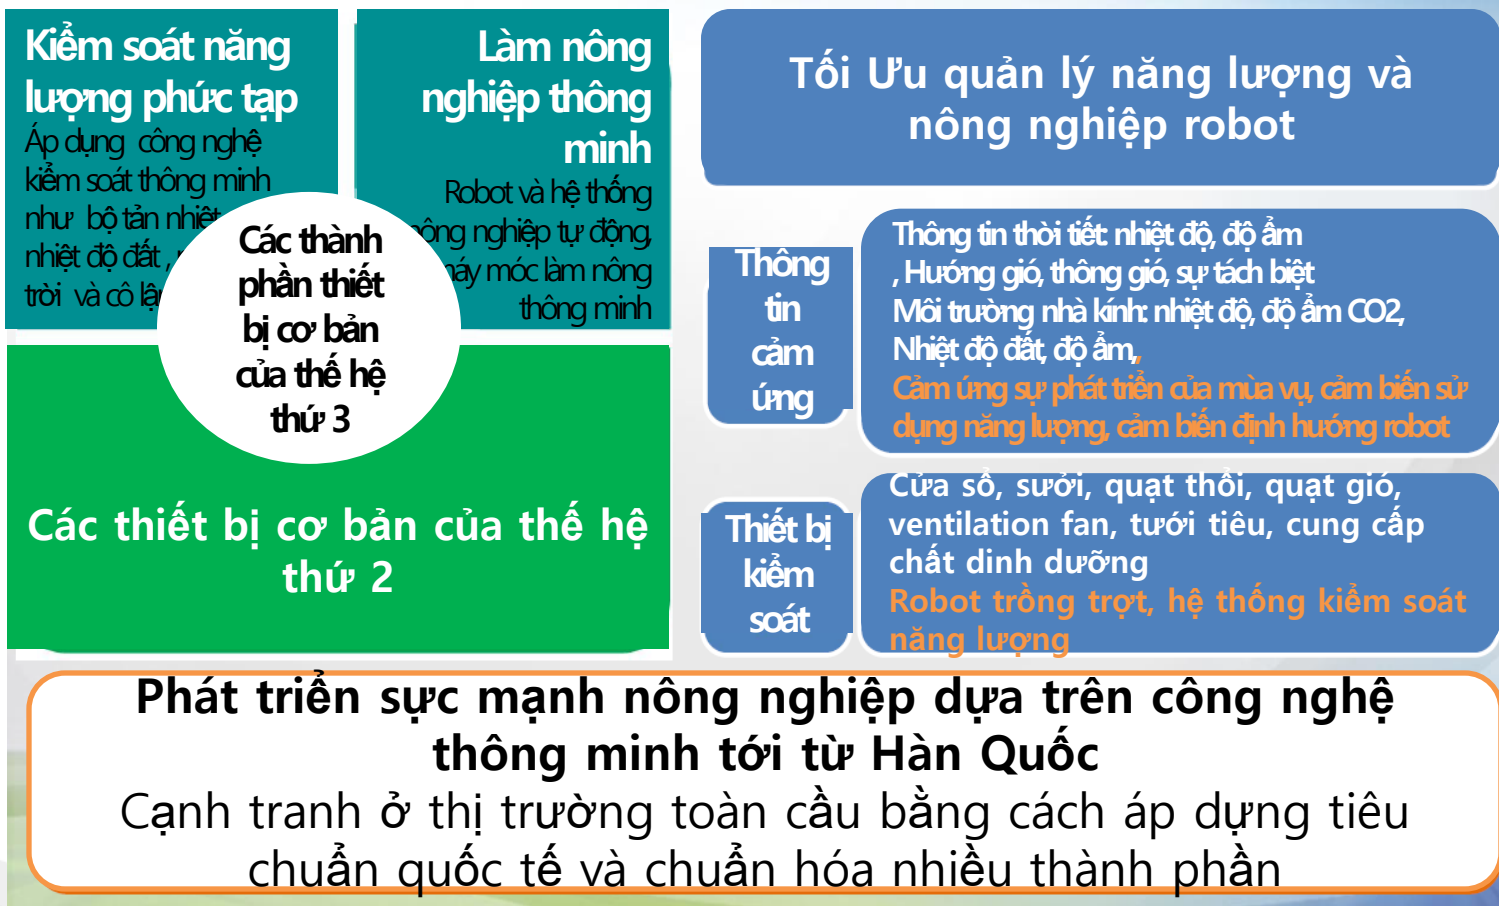 Kiểm soát năng
lượng phức tạp
Áp dụng công nghệ
kiểm soát thông minh
như bộ tản nhiệt
nhiệt độ đất ,
trời và cô lập
Làm nông
nghiệp thông
minh
Robot và hệ thống
nông nghiệp tự động,
máy móc làm nông
thông minh
Các thành
phần thiết
bị cơ bản
của thế hệ
thứ 3
Các thiết bị cơ bản của thế hệ
thứ 2
Tối Ưu quản lý năng lượng và
nông nghiệp robot
Thông
tin
cảm
ứng
Thông tin thời tiết: nhiệt độ, độ ẩm
, Hướng gió, thông gió, sự tách biệt
Môi trường nhà kính: nhiệt độ, độ ẩm CO2,
Nhiệt độ đất, độ ẩm,,
Cảm ứng sự phát triển của mùa vụ, cảm biến sử
dụng năng lượng, cảm biến định hướng robot
Thiết bị
kiểm
soát
Cửa sổ, sưởi, quạt thổi, quạt gió,
ventilation fan, tưới tiêu, cung cấp
chất dinh dưỡng
Robot trồng trọt, hệ thống kiểm soát
năng lượng
Phát triển sực mạnh nông nghiệp dựa trên công nghệ
thông minh tới từ Hàn Quốc
Cạnh tranh ở thị trường toàn cầu bằng cách áp dựng tiêu
chuẩn quốc tế và chuẩn hóa nhiều thành phần